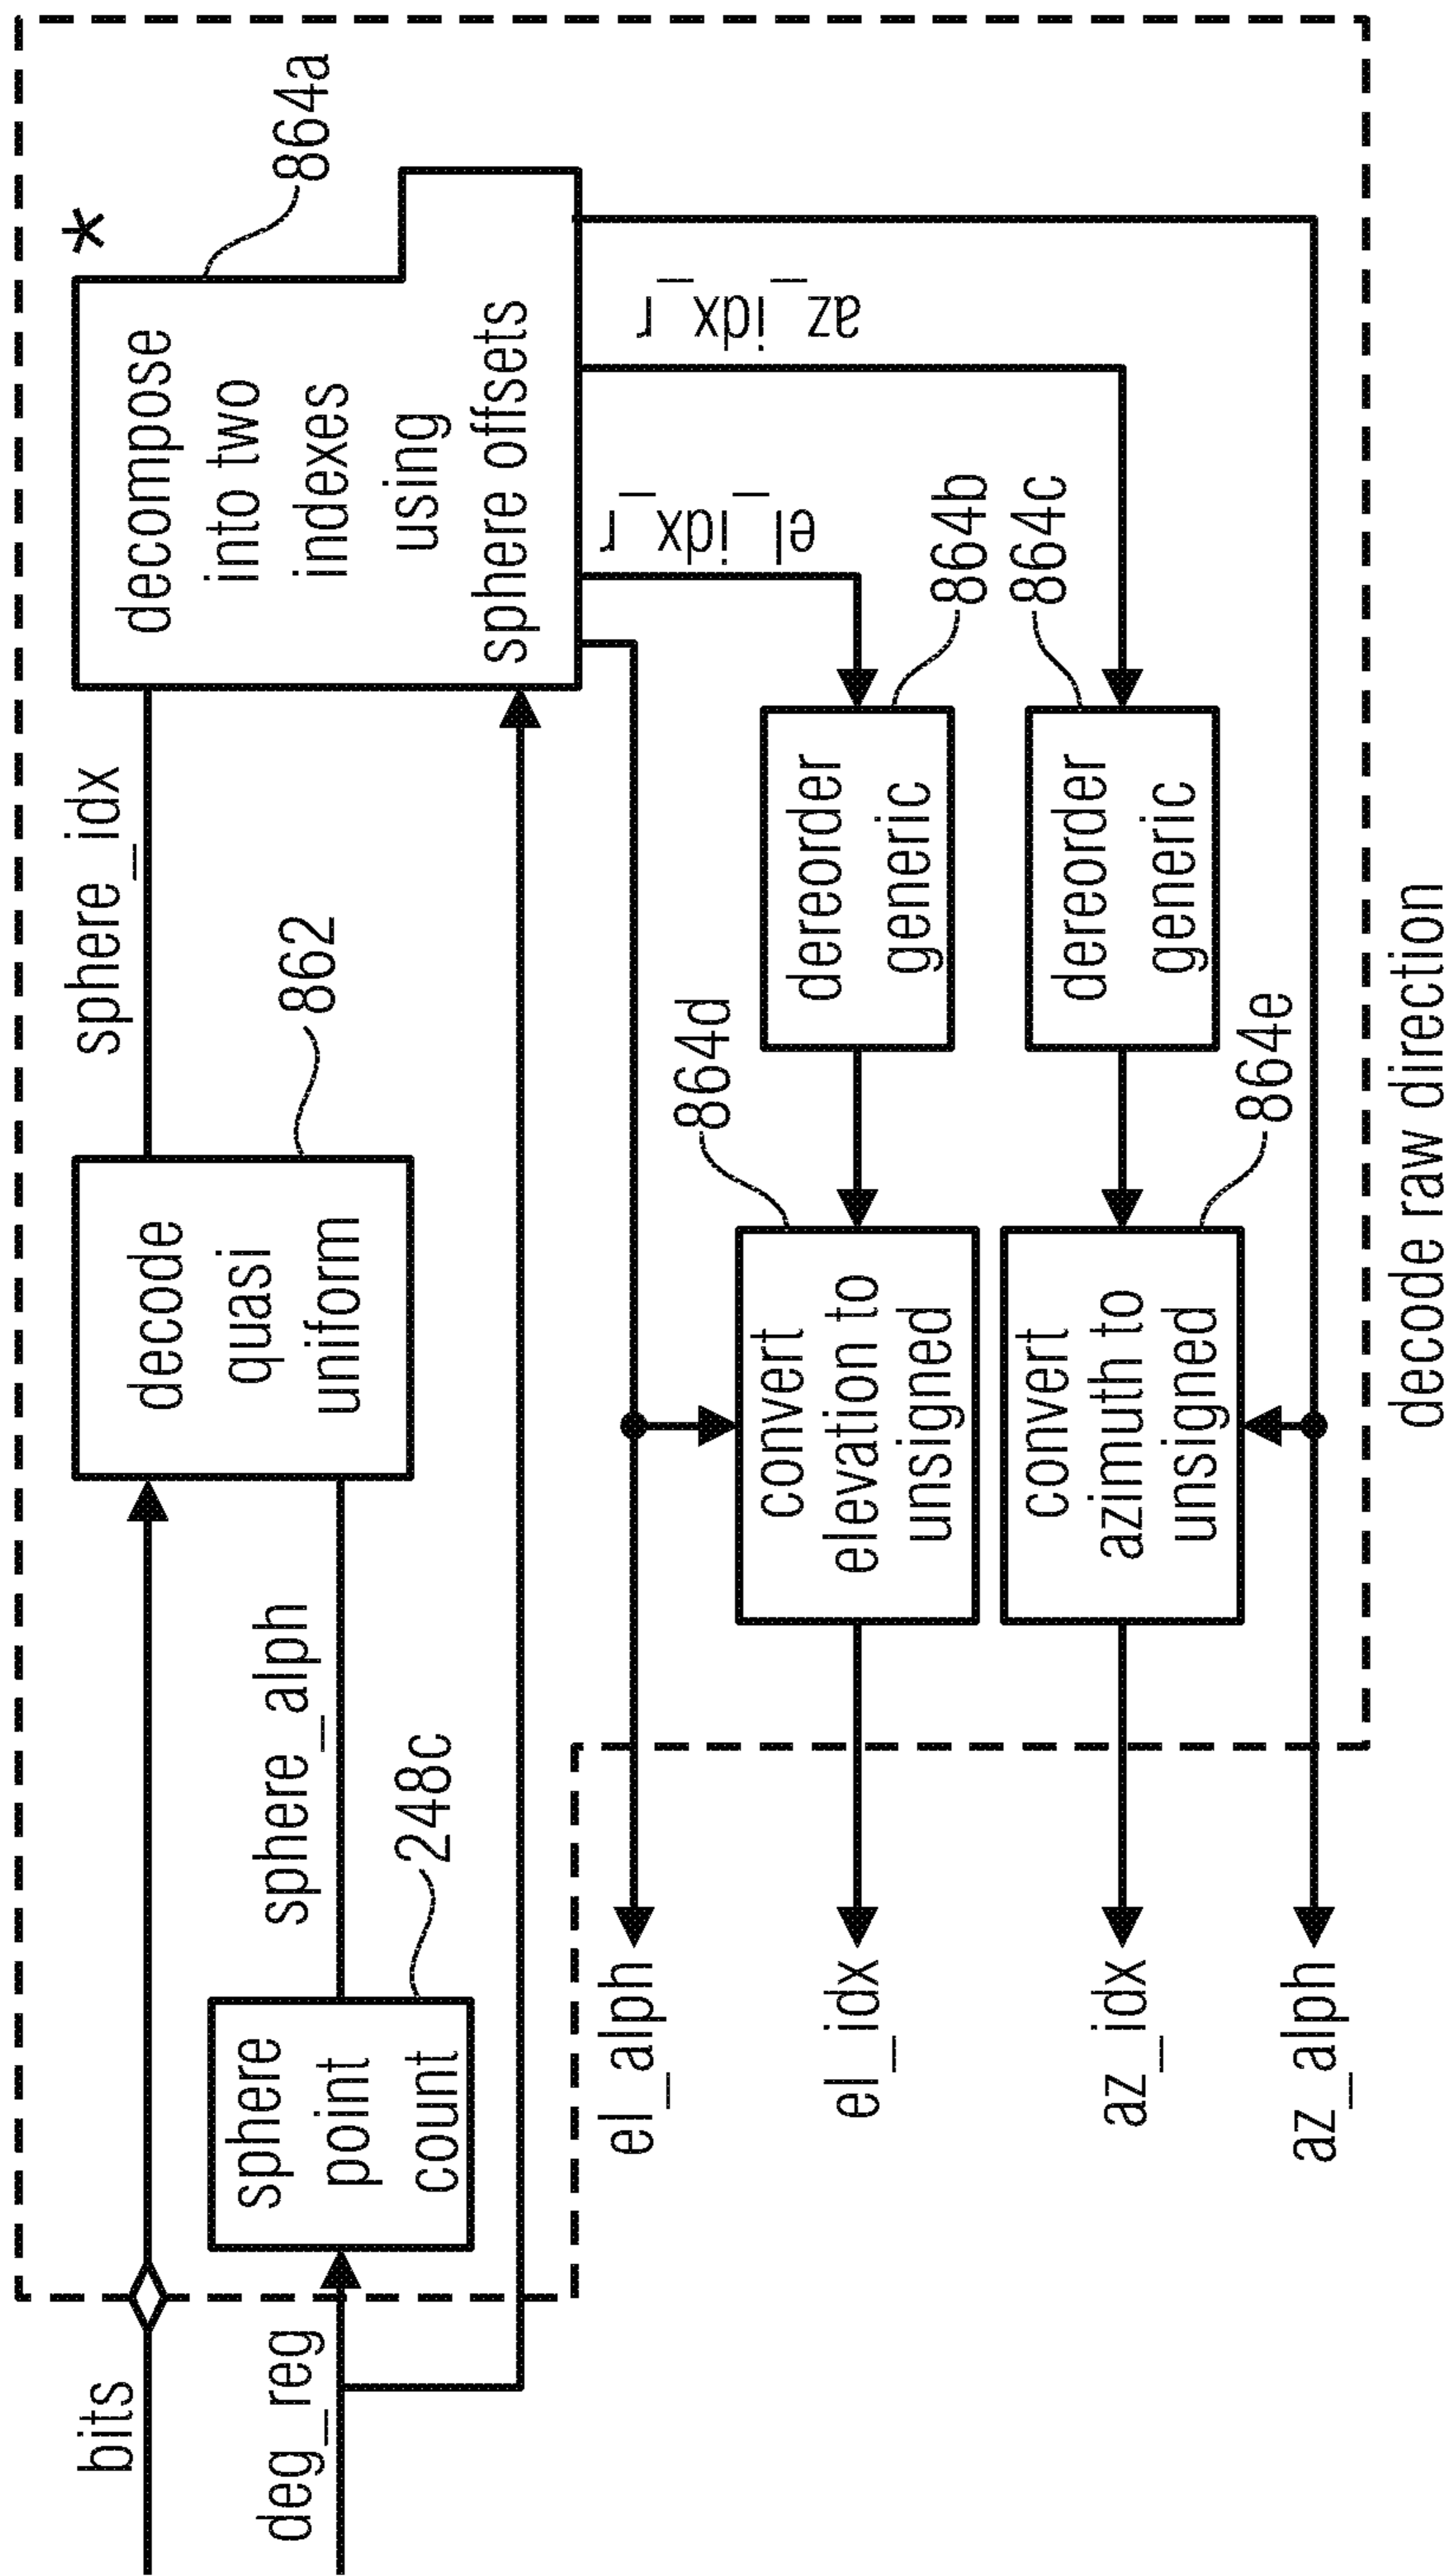 bits
deg_reg
sphere
point
count
248c
sphere_alph
decode
quasi
uniform
862
sphere_idx
decompose
into two
indexes
using
sphere offsets
*
864a
el_idx_r
az_idx_r
864b
864c
dereorder
generic
dereorder
generic
864d
convert
elevation to
unsigned
864e
convert
azimuth to
unsigned
el_alph
el_idx
az_idx
az_alph
decode raw direction